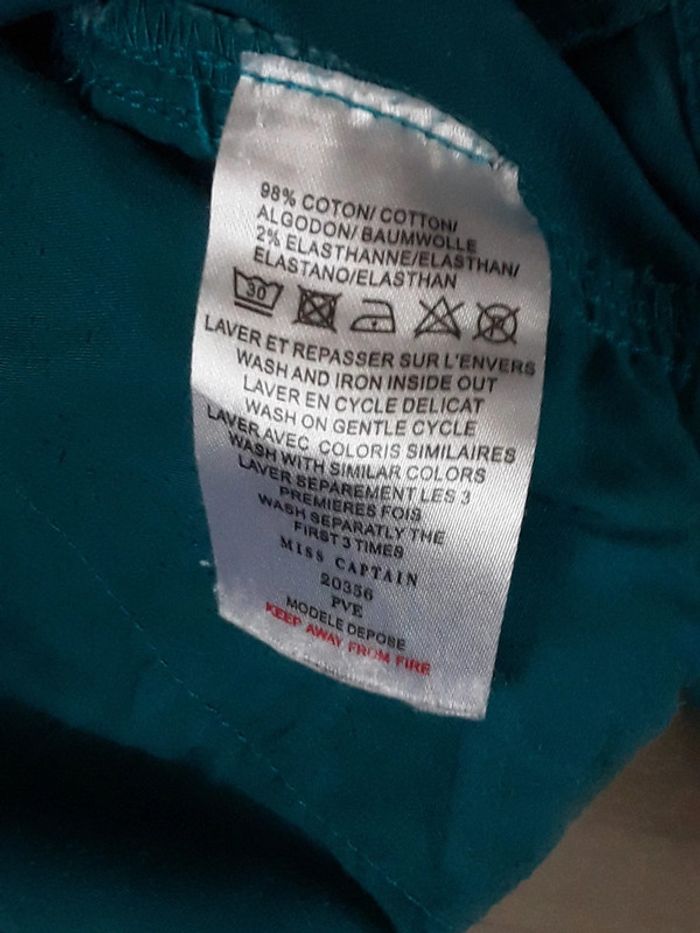 98% COTON/ COTTON/
ALGODON/ BAUMWOLLE
2% ELASTHANNE/ELASTHAN/
ELASTANO/ELASTHAN
30
LAVER ET REPASSER SUR L'ENVERS
WASH AND IRON INSIDE OUT
LAVER EN CYCLE DELICAT
WASH ON GENTLE CYCLE
LAVER AVEC COLORIS SIMILAIRES
WASH WITH SIMILAR COLORS
LAVER SEPAREMENT LES 3
PREMIERES FOIS
WASH SEPARATLY THE
FIRST 3 TIMES
MISS CAPTAIN
20356
PVE
MODELE DEPOSE
KEEP AWAY FROM FIRE